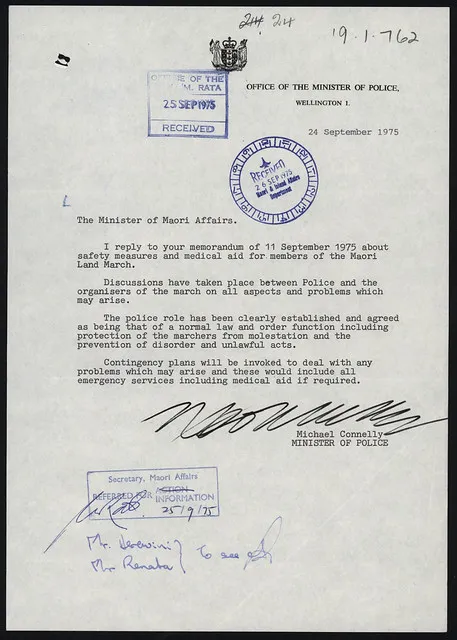 24
19-1-762
OFFICE OF THE
M. RATA
25 SEP 1975
RECEIVED
OFFICE OF THE MINISTER OF POLICE,
WELLINGTON 1.
24 September 1975
RECEIVED
26 SEP 1975
Maori & Island Affairs
Department
The Minister of Maori Affairs.
I reply to your memorandum of 11 September 1975 about
safety measures and medical aid for members of the Maori
Land March.
Discussions have taken place between Police and the
organisers of the march on all aspects and problems which
may arise.
The police role has been clearly established and agreed
as being that of a normal law and order function including
protection of the marchers from molestation and the
prevention of disorder and unlawful acts.
Contingency plans will be invoked to deal with any
problems which may arise and these would include all
emergency services including medical aid if required.
Michael Connelly
MINISTER OF POLICE
Secretary, Maori Affairs
REFERRED FOR ACTION
INFORMATION
25/9/75
Mr. 
Mr Renata } to see